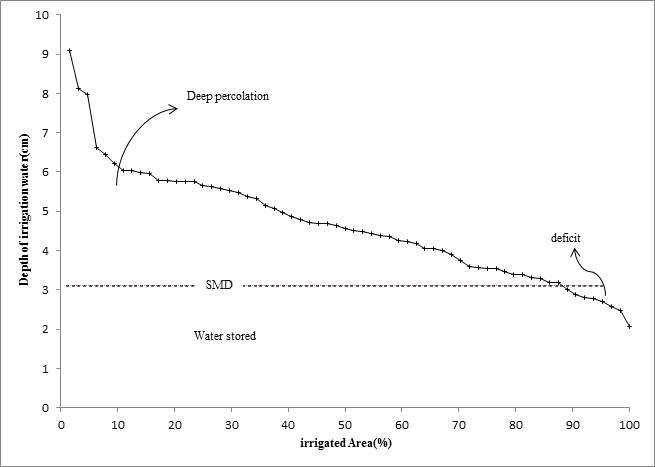 Depth of irrigation water(cm)
10
9
8
7
6
5
4
3
2
1
0
Deep percolation
deficit
SMD
Water stored
0 10 20 30 40 50 60 70 80 90 100
irrigated Area(%)